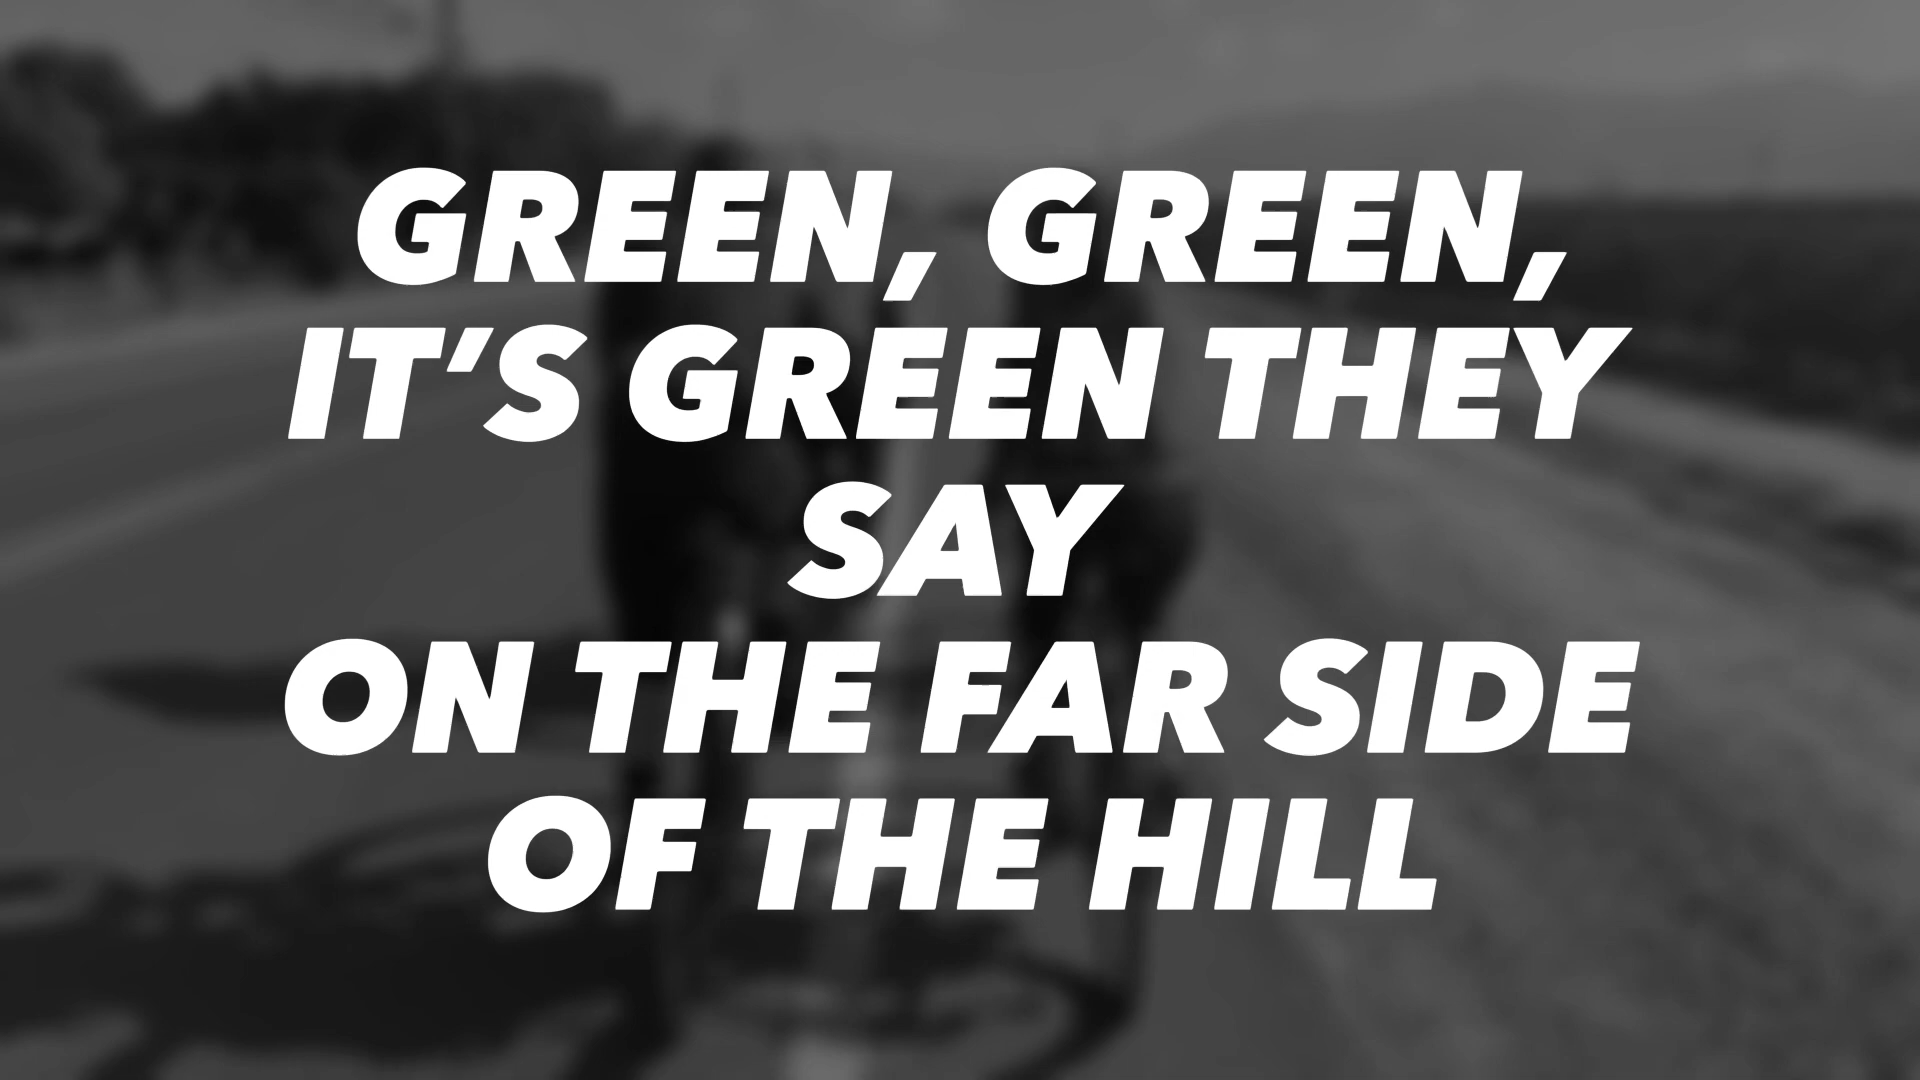 GREEN, GREEN,
IT’S GREEN THEY
SAY
ON THE FAR SIDE
OF THE HILL